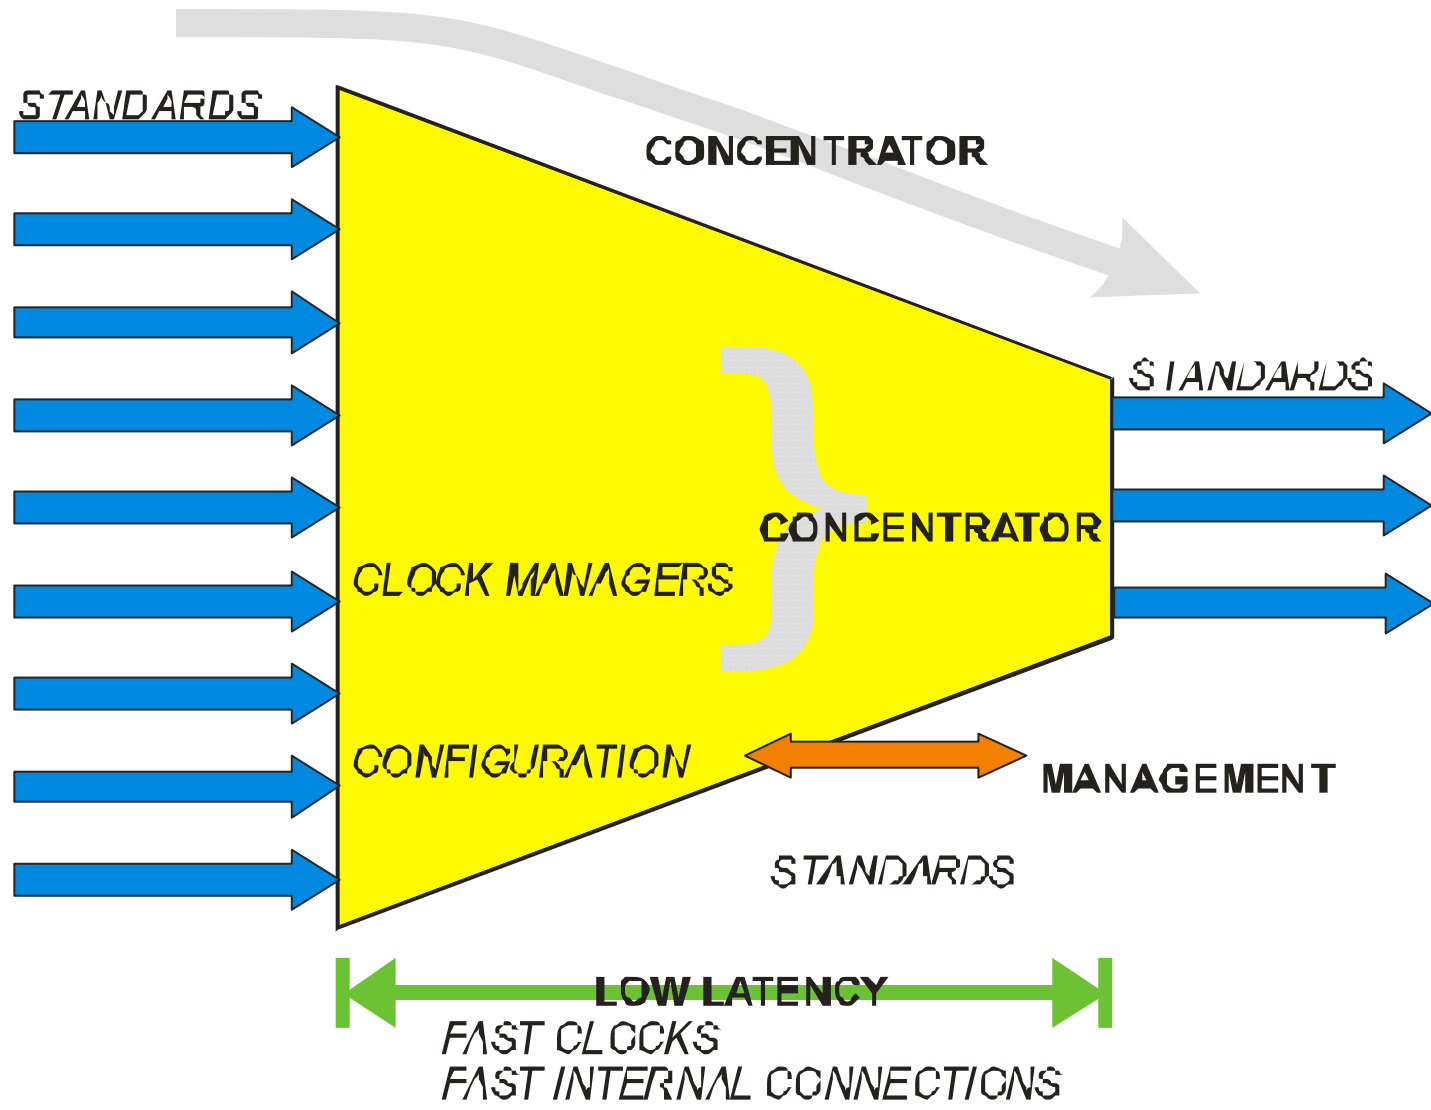 STANDARDS
CONCENTRATOR
STANDARDS
CONCENTRATOR
CLOCK MANAGERS
CONFIGURATION
MANAGEMENT
STANDARDS
LOW LATENCY
FAST CLOCKS
FAST INTERNAL CONNECTIONS